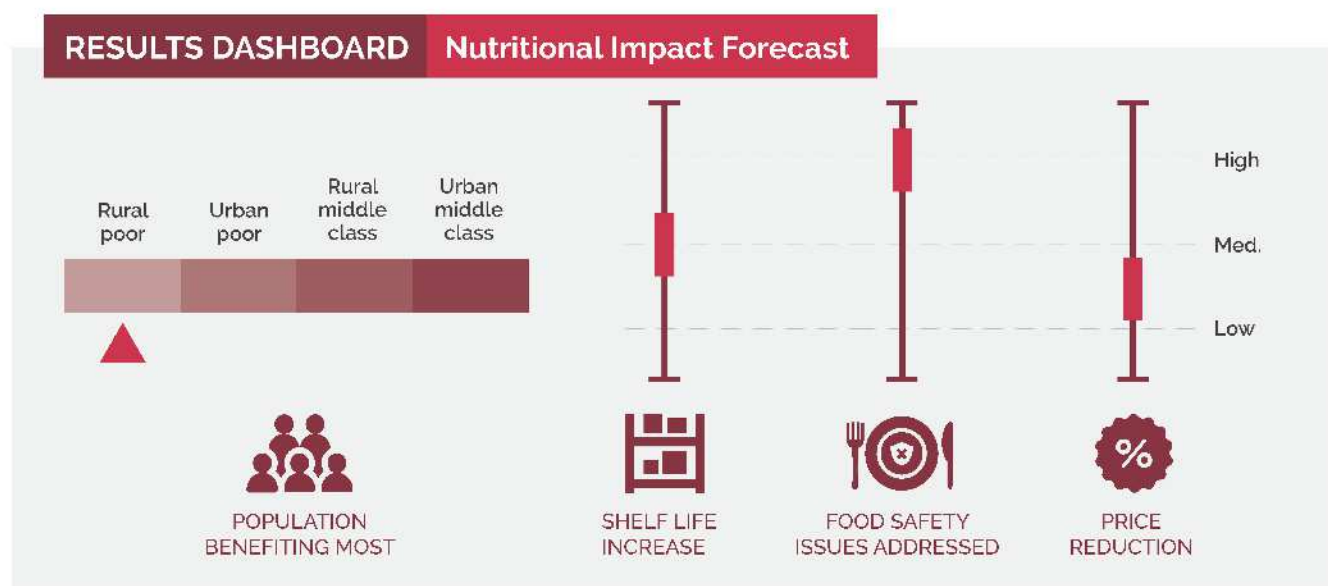 RESULTS DASHBOARD Nutritional Impact Forecast
Rural poor
Urban poor
Rural middle class
Urban middle class
High
Med.
Low
%
POPULATION
BENEFITING MOST
SHELF LIFE
INCREASE
FOOD SAFETY
ISSUES ADDRESSED
PRICE
REDUCTION